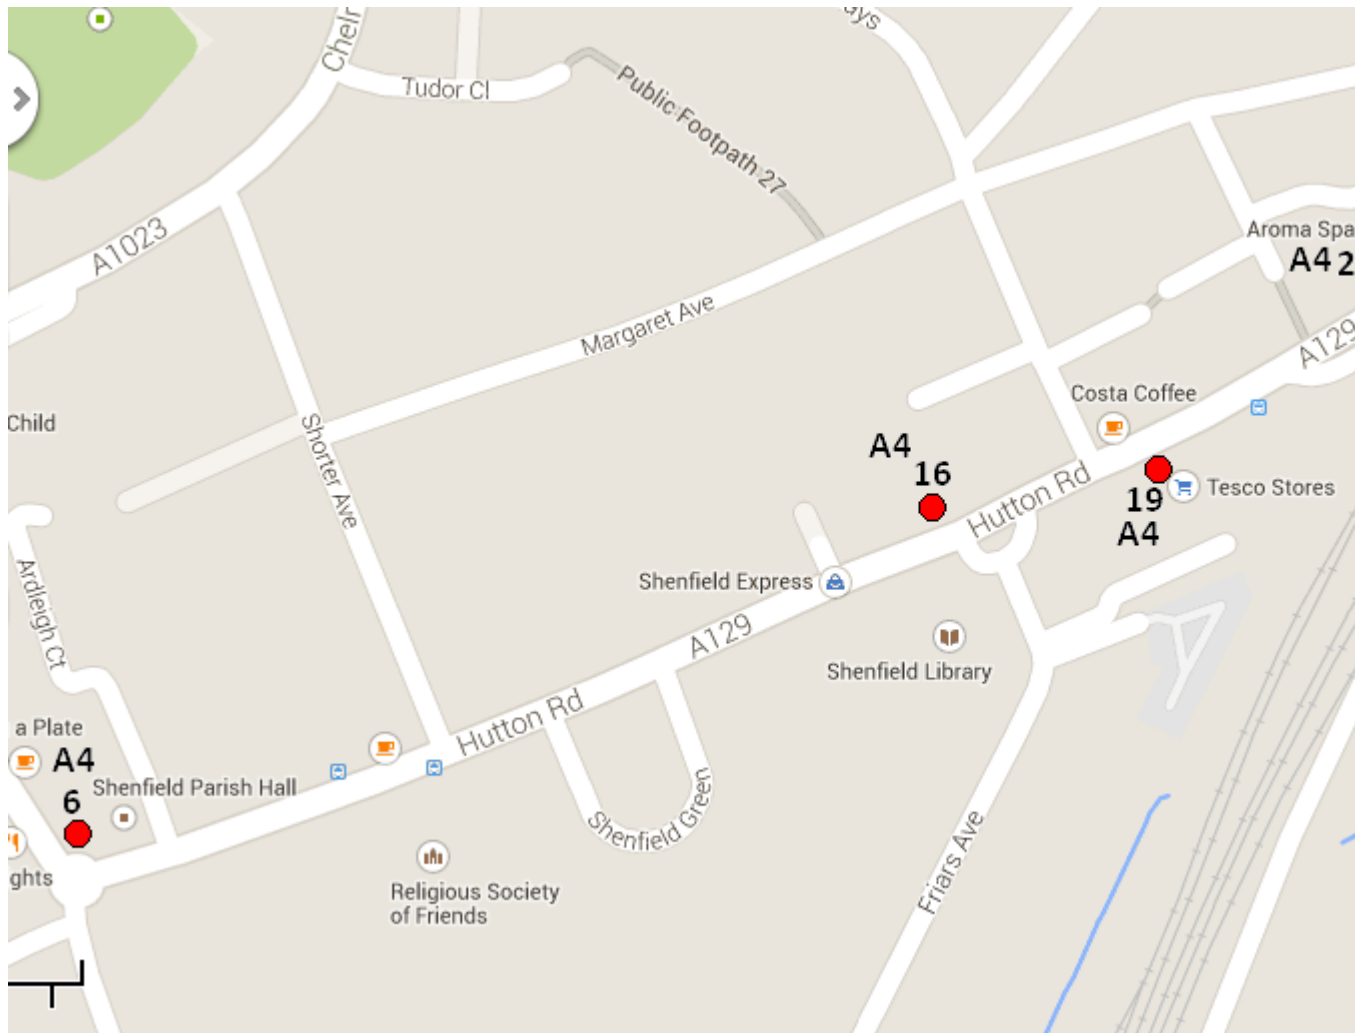 Chelr
ays
Tudor Cl
Public Footpath 27
A1023
Aroma Spa
A4 2
Margaret Ave
A129
Costa Coffee
Child
Shorter Ave
A4
16
Hutton Rd
Tesco Stores
19
A4
Ardleigh Ct
Shenfield Express
A129
Shenfield Library
Hutton Rd
a Plate
A4
Shenfield Parish Hall
6
Shenfield Green
Friars Ave
ghts
Religious Society
of Friends